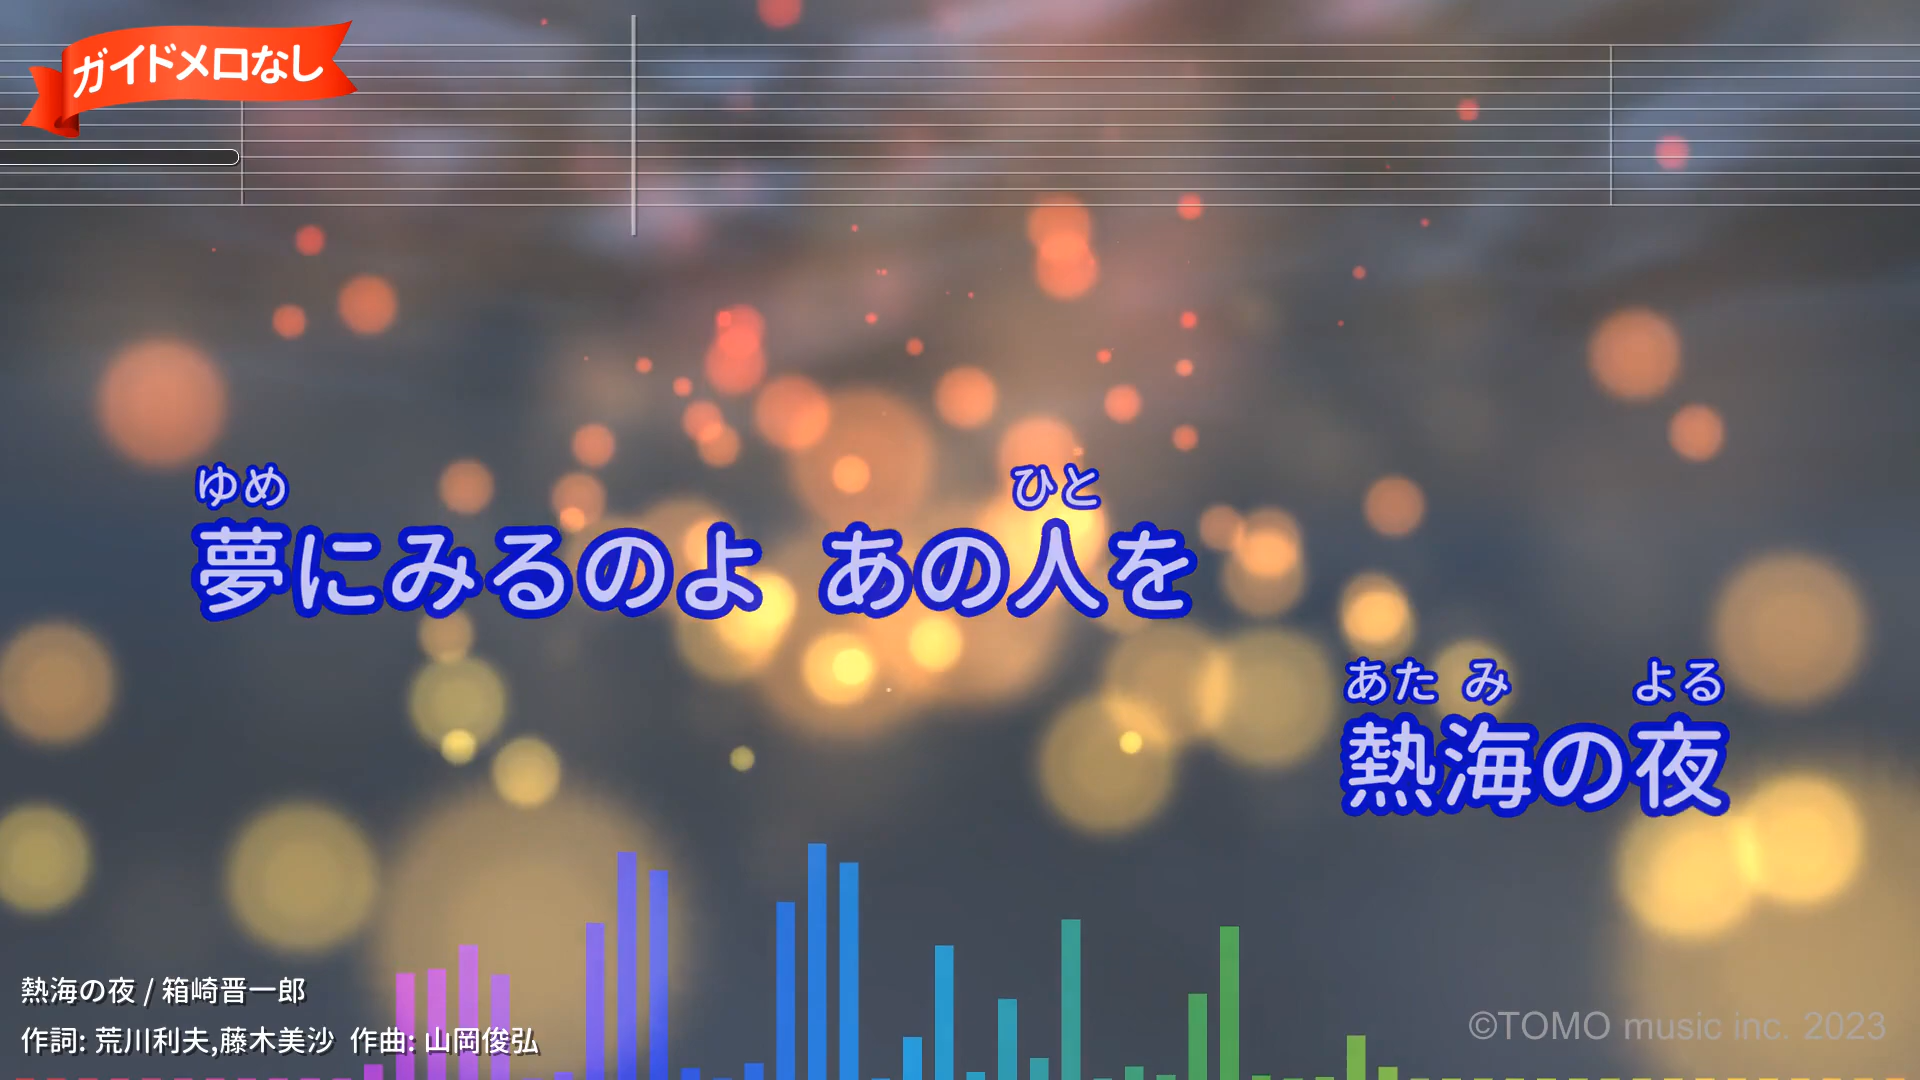 ガイドメロなし
ゆめ ひと
夢にみるのよ あの人を
あたみ よる
熱海の夜
熱海の夜 / 箱崎晋一郎
作詞: 荒川利夫,藤木美沙 作曲: 山岡俊弘
©TOMO music inc. 2023